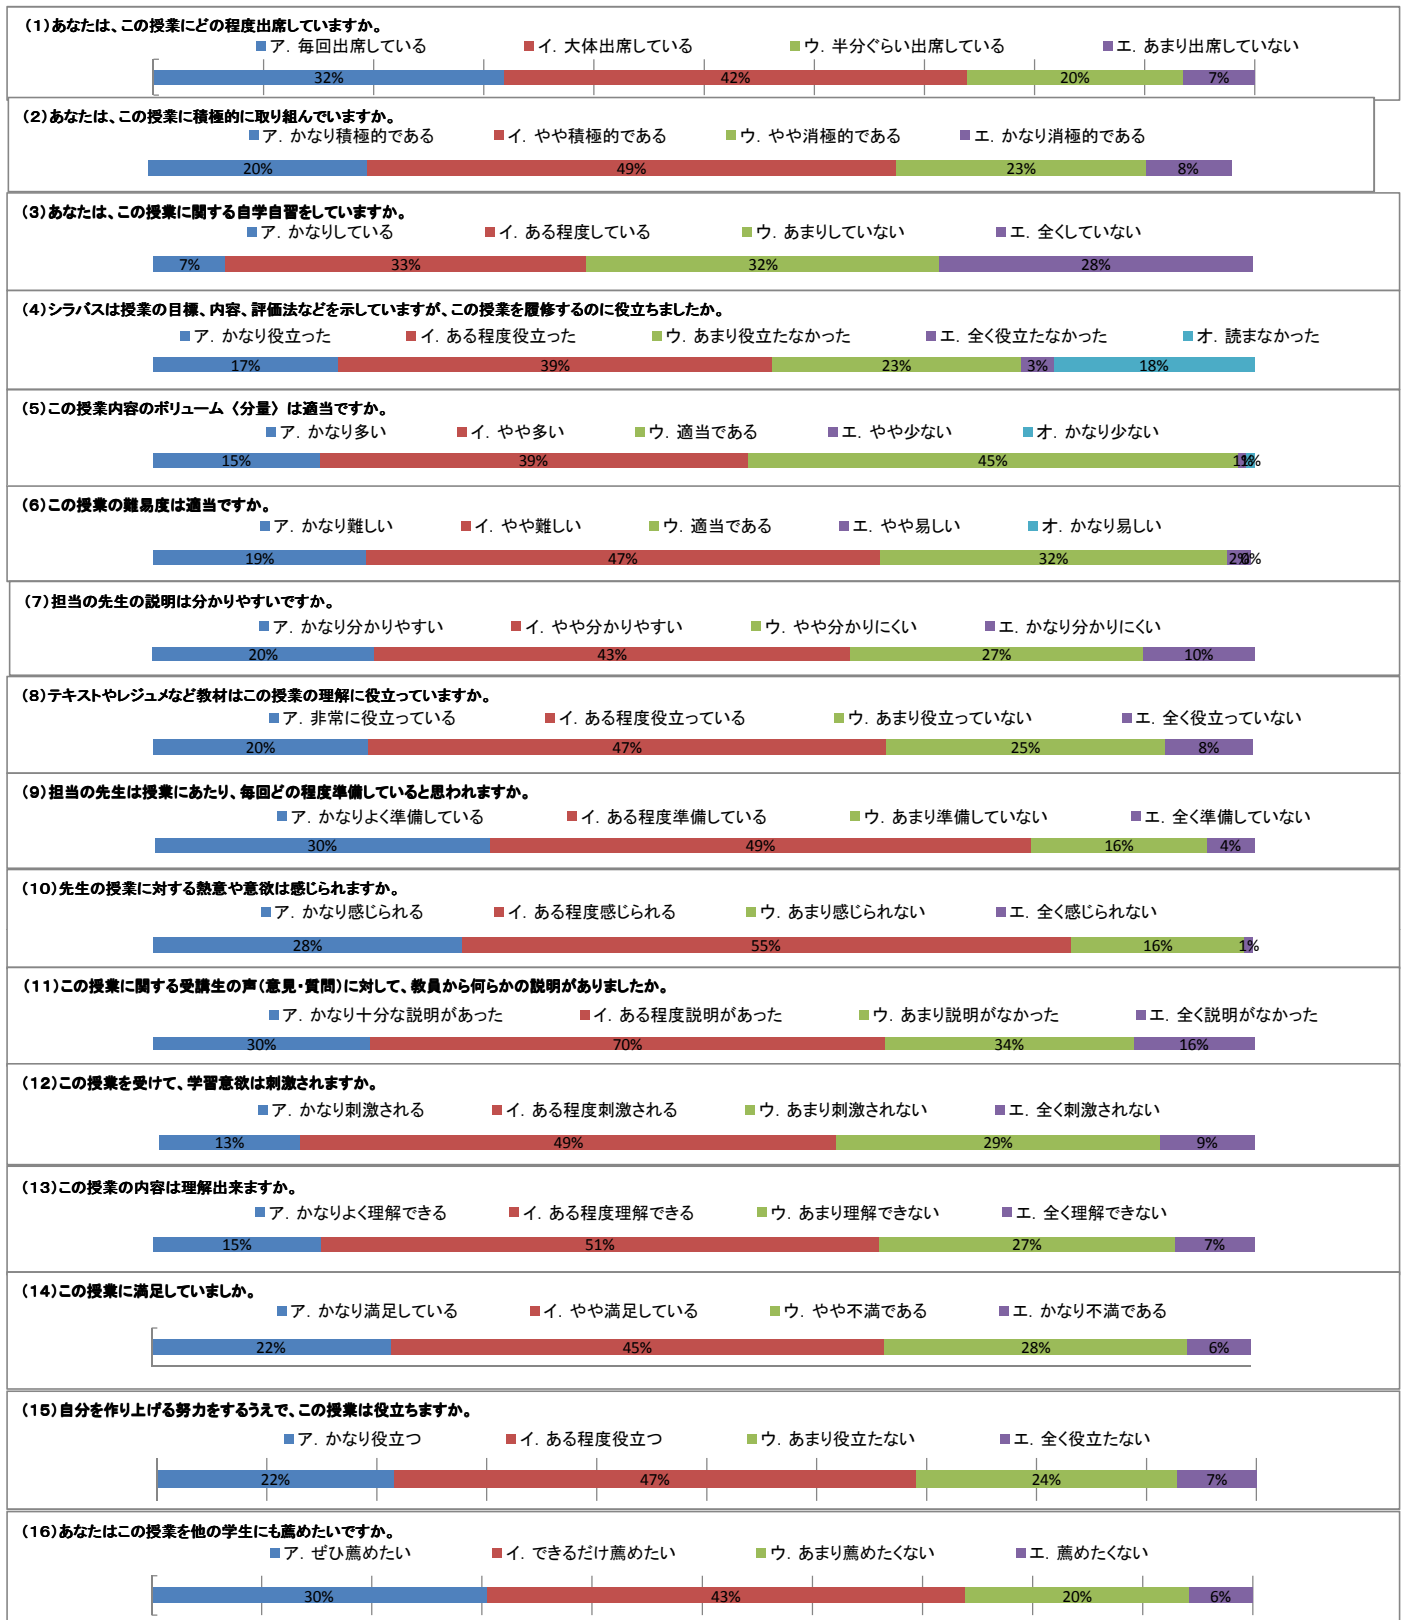 （１）あなたは、この授業にどの程度出席していますか。
ア．毎回出席している　イ．大体出席している　ウ．半分ぐらい出席している　エ．あまり出席していない
32%　42%　20%　7%
（２）あなたは、この授業に積極的に取り組んでいますか。
ア．かなり積極的である　イ．やや積極的である　ウ．やや消極的である　エ．かなり消極的である
20%　49%　23%　8%
（３）あなたは、この授業に関する自学自習をしていますか。
ア．かなりしている　イ．ある程度している　ウ．あまりしていない　エ．全くしていない
7%　33%　32%　28%
（４）シラバスは授業の目標、内容、評価法などを示していますが、この授業を履修するのに役立ちましたか。
ア．かなり役立った　イ．ある程度役立った　ウ．あまり役立たなかった　エ．全く役立たなかった　オ．読まなかった
17%　39%　23%　3%　18%
（５）この授業内容のボリューム〈分量〉は適当ですか。
ア．かなり多い　イ．やや多い　ウ．適当である　エ．やや少ない　オ．かなり少ない
15%　39%　45%　1%　1%
（６）この授業の難易度は適当ですか。
ア．かなり難しい　イ．やや難しい　ウ．適当である　エ．やや易しい　オ．かなり易しい
19%　47%　32%　2%　0%
（７）担当の先生の説明は分かりやすいですか。
ア．かなり分かりやすい　イ．やや分かりやすい　ウ．やや分かりにくい　エ．かなり分かりにくい
20%　43%　27%　10%
（８）テキストやレジュメなど教材はこの授業の理解に役立っていますか。
ア．非常に役立っている　イ．ある程度役立っている　ウ．あまり役立っていない　エ．全く役立っていない
20%　47%　25%　8%
（９）担当の先生は授業にあたり、毎回どの程度準備していると思われますか。
ア．かなりよく準備している　イ．ある程度準備している　ウ．あまり準備していない　エ．全く準備していない
30%　49%　16%　4%
（１０）先生の授業に対する熱意や意欲は感じられますか。
ア．かなり感じられる　イ．ある程度感じられる　ウ．あまり感じられない　エ．全く感じられない
28%　55%　16%　1%
（１１）この授業に関する受講生の声（意見・質問）に対して、教員から何らかの説明がありましたか。
ア．かなり十分な説明があった　イ．ある程度説明があった　ウ．あまり説明がなかった　エ．全く説明がなかった
30%　70%　34%　16%
（１２）この授業を受けて、学習意欲は刺激されますか。
ア．かなり刺激される　イ．ある程度刺激される　ウ．あまり刺激されない　エ．全く刺激されない
13%　49%　29%　9%
（１３）この授業の内容は理解出来ますか。
ア．かなりよく理解できる　イ．ある程度理解できる　ウ．あまり理解できない　エ．全く理解できない
15%　51%　27%　7%
（１４）この授業に満足していましか。
ア．かなり満足している　イ．やや満足している　ウ．やや不満である　エ．かなり不満である
22%　45%　28%　6%
（１５）自分を作り上げる努力をするうえで、この授業は役立ちますか。
ア．かなり役立つ　イ．ある程度役立つ　ウ．あまり役立たない　エ．全く役立たない
22%　47%　24%　7%
（１６）あなたはこの授業を他の学生にも薦めたいですか。
ア．ぜひ薦めたい　イ．できるだけ薦めたい　ウ．あまり薦めたくない　エ．薦めたくない
30%　43%　20%　6%